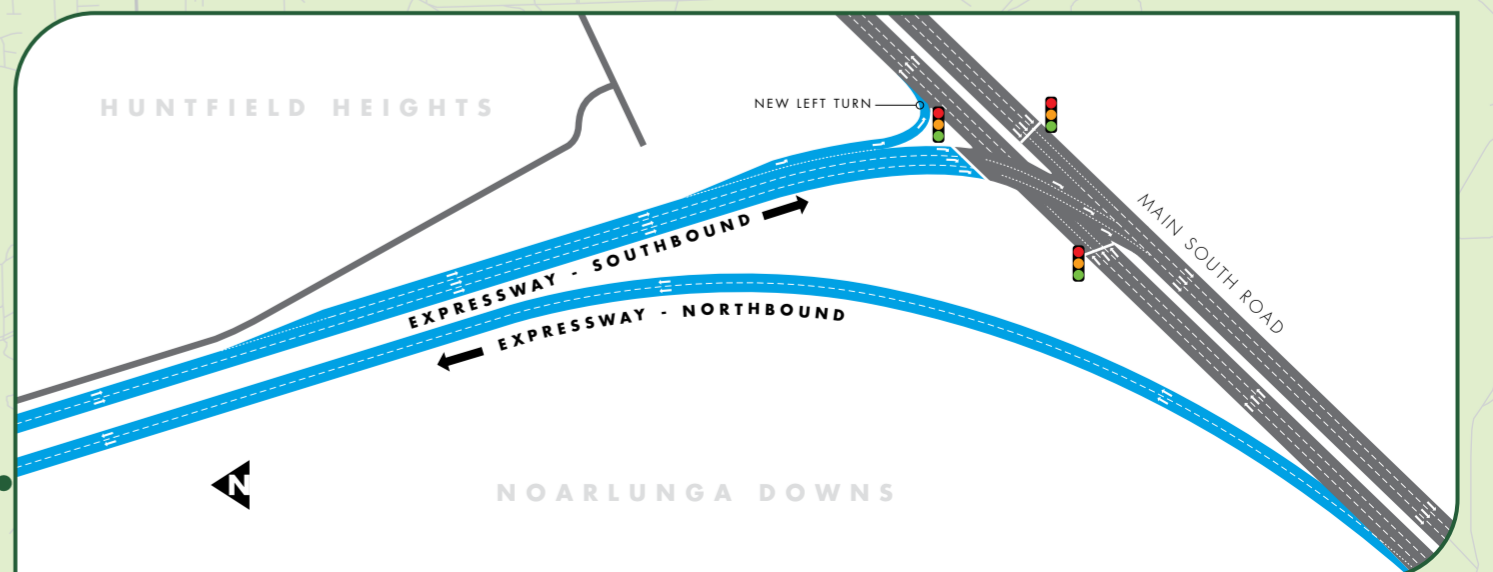 HUNTFIELD HEIGHTS
NEW LEFT TURN
MAIN SOUTH ROAD
EXPRESSWAY - SOUTHBOUND
EXPRESSWAY - NORTHBOUND
N
NOARLUNGA DOWNS